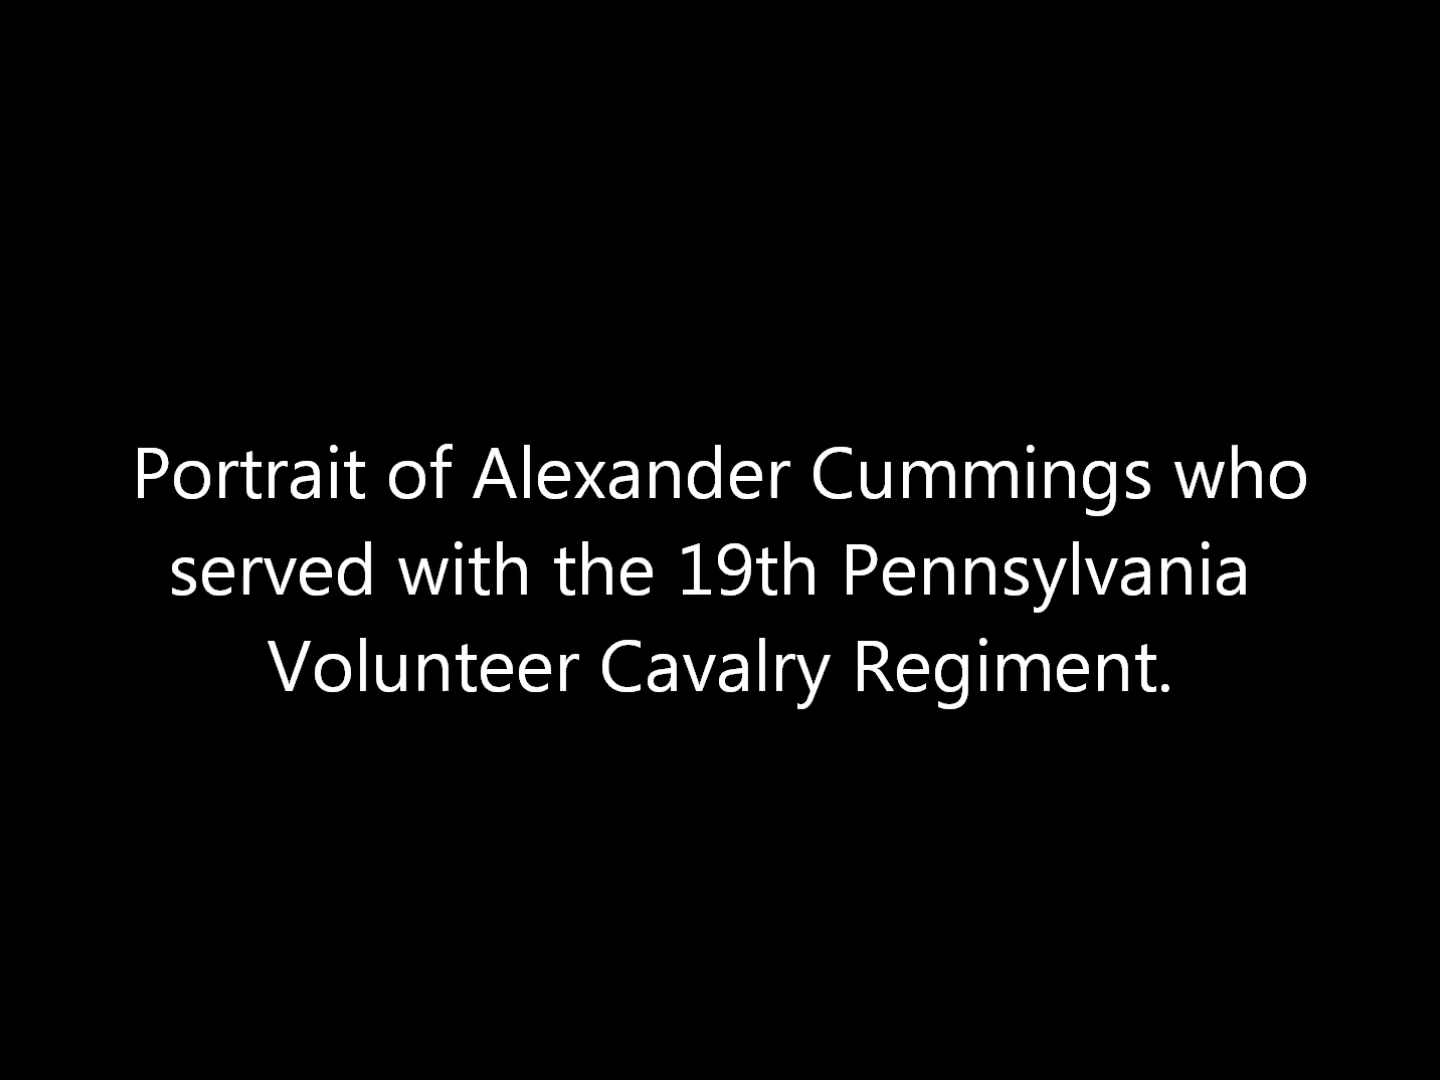 Portrait of Alexander Cummings who
served with the 19th Pennsylvania
Volunteer Cavalry Regiment.